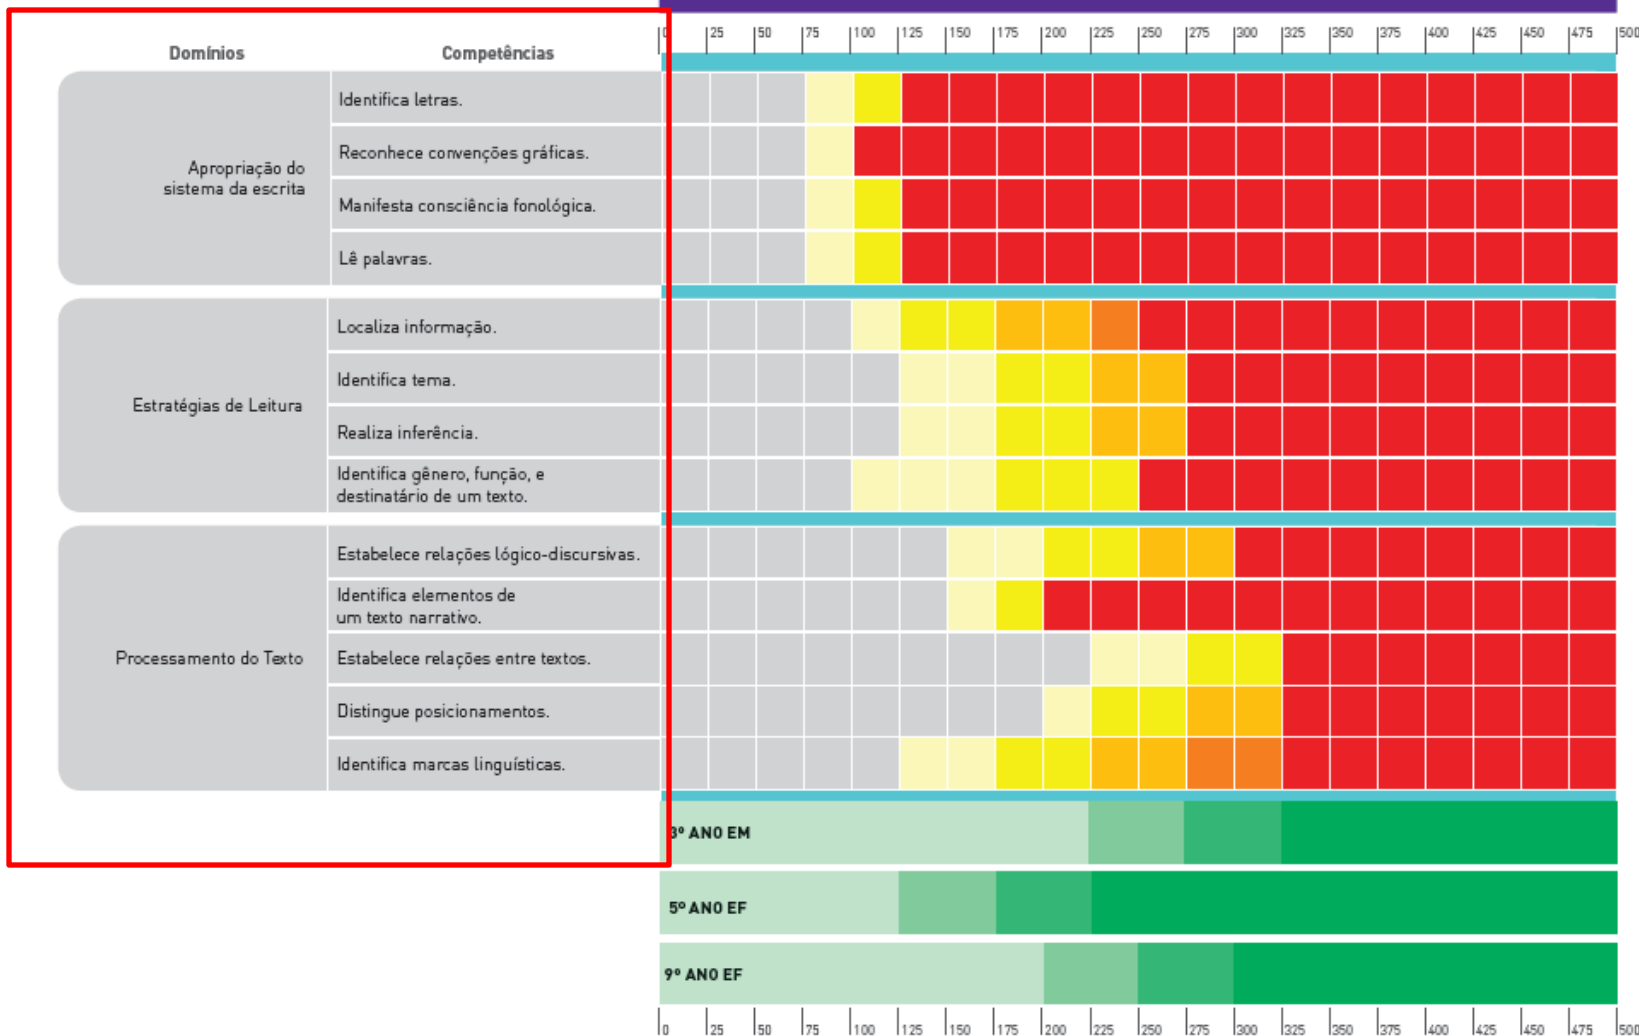 0 25 50 75 100 125 150 175 200 225 250 275 300 325 350 375 400 425 450 475 500
Domínios Competências
Apropriação do
sistema da escrita
Identifica letras.
Reconhece convenções gráficas.
Manifesta consciência fonológica.
Lê palavras.
Estratégias de Leitura
Localiza informação.
Identifica tema.
Realiza inferência.
Identifica gênero, função, e
destinatário de um texto.
Processamento do Texto
Estabelece relações lógico-discursivas.
Identifica elementos de
um texto narrativo.
Estabelece relações entre textos.
Distingue posicionamentos.
Identifica marcas linguísticas.
3º ANO EM
5º ANO EF
9º ANO EF
0 25 50 75 100 125 150 175 200 225 250 275 300 325 350 375 400 425 450 475 500